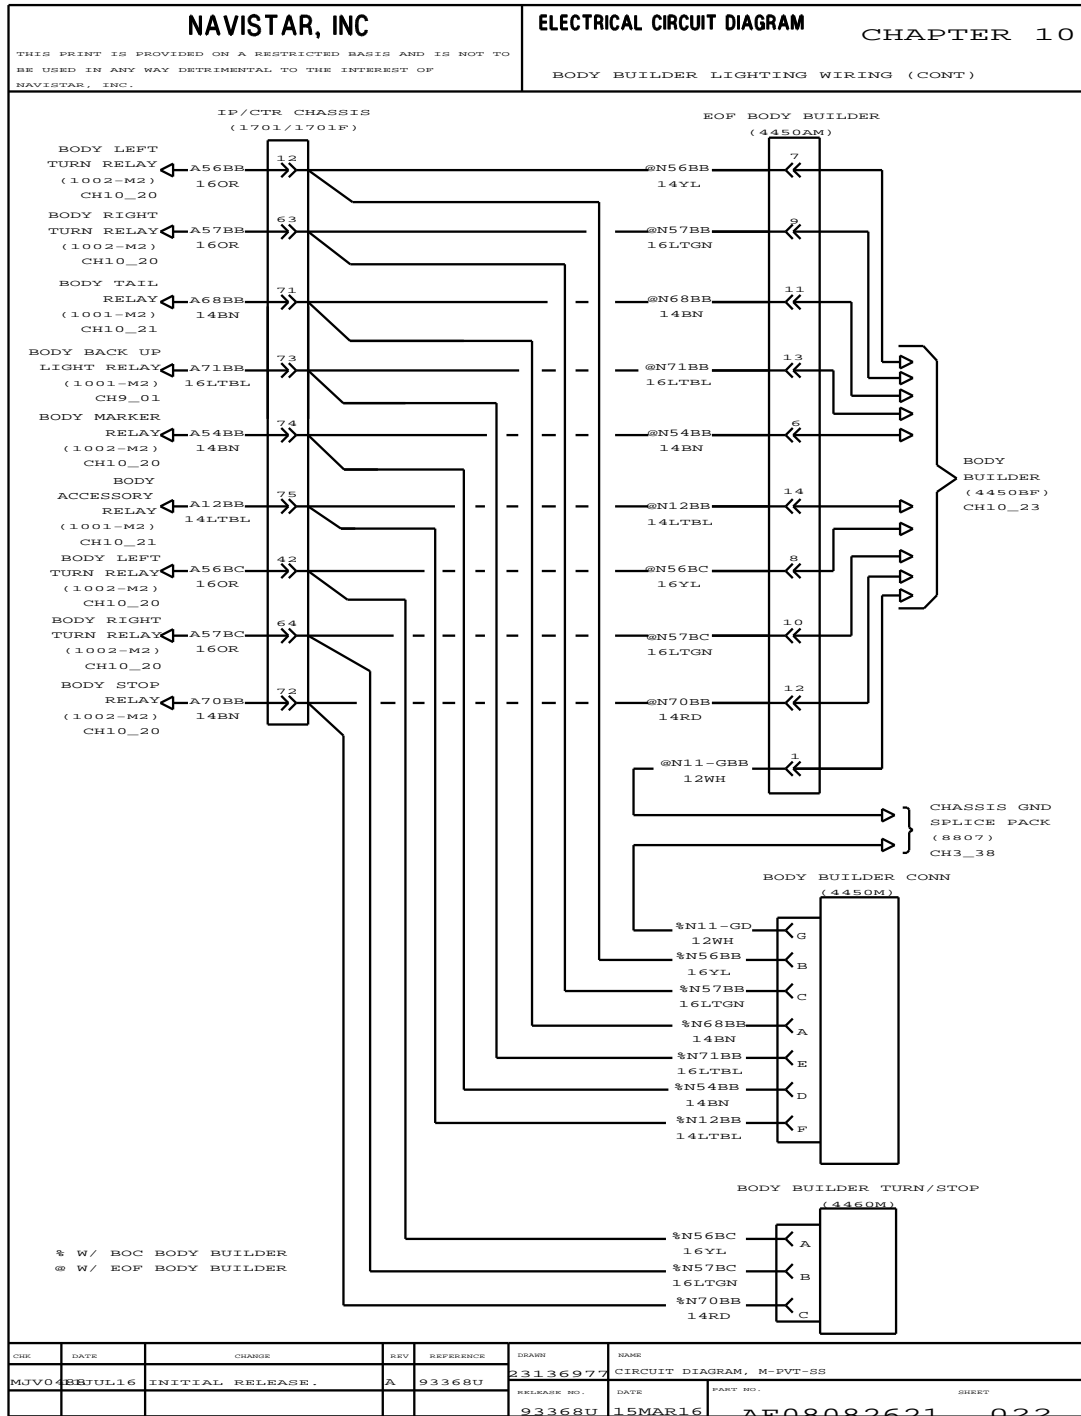 NAVISTAR, INC
THIS PRINT IS PROVIDED ON A RESTRICTED BASIS AND IS NOT TO
BE USED IN ANY WAY DETRIMENTAL TO THE INTEREST OF
NAVISTAR, INC.
ELECTRICAL CIRCUIT DIAGRAM
CHAPTER 10
BODY BUILDER LIGHTING WIRING (CONT)
IP/CTR CHASSIS
(1701/1701F)
EOF BODY BUILDER
(4450AM)
BODY LEFT
TURN RELAY
(1002-M2)
CH10_20
A56BB
16OR
12
@N56BB
14YL
7
BODY RIGHT
TURN RELAY
(1002-M2)
CH10_20
A57BB
16OR
63
@N57BB
16LTGN
9
BODY TAIL
RELAY
(1001-M2)
CH10_21
A68BB
14BN
71
@N68BB
14BN
11
BODY BACK UP
LIGHT RELAY
(1001-M2)
CH9_01
A71BB
16LTBL
73
@N71BB
16LTBL
13
BODY MARKER
RELAY
(1002-M2)
CH10_20
A54BB
14BN
74
@N54BB
14BN
6
BODY
ACCESSORY
RELAY
(1001-M2)
CH10_21
A12BB
14LTBL
75
@N12BB
14LTBL
14
BODY LEFT
TURN RELAY
(1002-M2)
CH10_20
A56BC
16OR
42
@N56BC
16YL
8
BODY RIGHT
TURN RELAY
(1002-M2)
CH10_20
A57BC
16OR
64
@N57BC
16LTGN
10
BODY STOP
RELAY
(1002-M2)
CH10_20
A70BB
14BN
72
@N70BB
14RD
12
@N11-GBB
12WH
1
BODY
BUILDER
(4450BF)
CH10_23
CHASSIS GND
SPLICE PACK
(8807)
CH3_38
BODY BUILDER CONN
(4450M)
%N11-GD
12WH
G
%N56BB
16YL
B
%N57BB
16LTGN
C
%N68BB
14BN
A
%N71BB
16LTBL
E
%N54BB
14BN
D
%N12BB
14LTBL
F
BODY BUILDER TURN/STOP
(4460M)
%N56BC
16YL
A
%N57BC
16LTGN
B
%N70BB
14RD
C
% W/ BOC BODY BUILDER
@ W/ EOF BODY BUILDER
CHK DATE CHANGE REV REFERENCE
INITIAL RELEASE. A 93368U
DRAWN
23136977
NAME
CIRCUIT DIAGRAM, M-PVT-SS
RELEASE NO.
93368U
DATE
15MAR16
PART NO.
AE08082621
SHEET
022